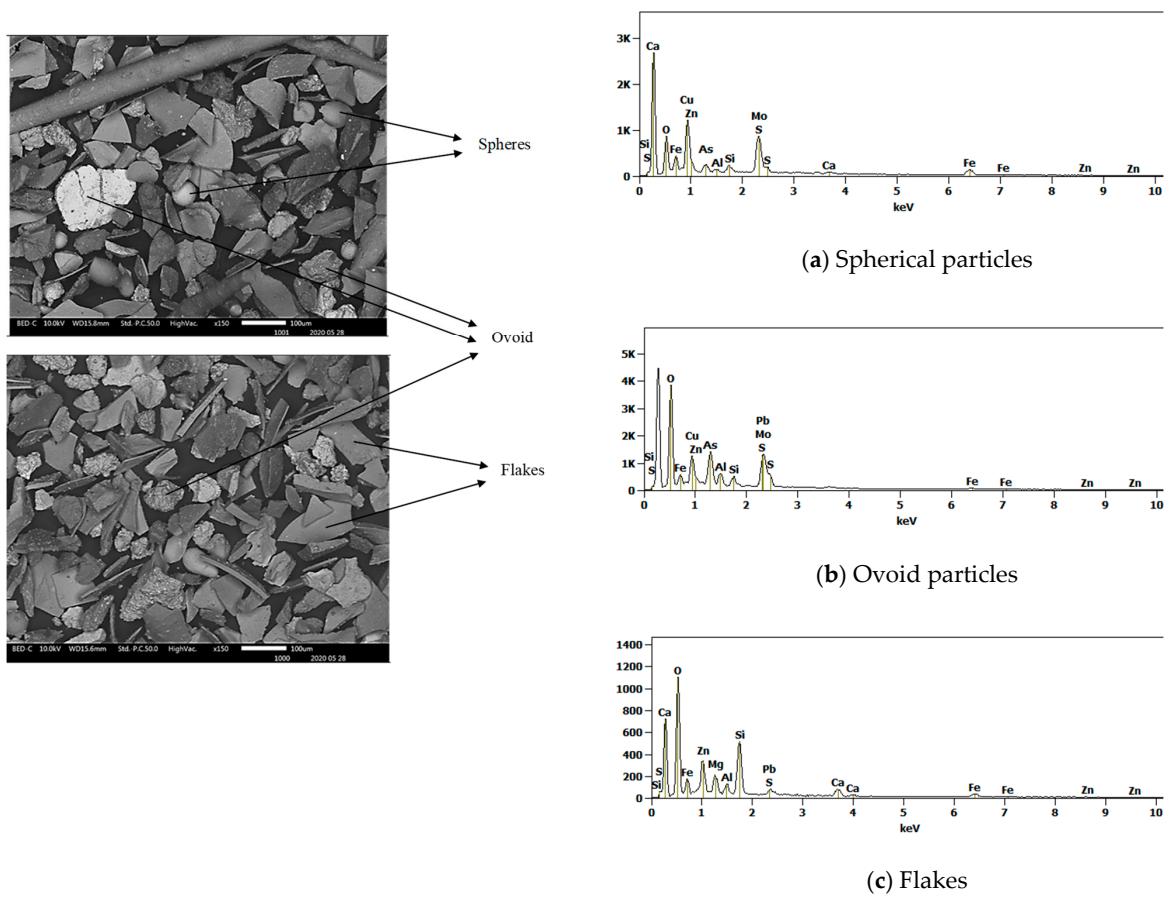 Spheres
Ovoid
Flakes
BED-C 10.0kV WD15.8mm Std.-P.C.50.0 HighVac. x150 100um
1001 2020 05 28
BED-C 10.0kV WD15.6mm Std.-P.C.50.0 HighVac. x150 100um
1000 2020 05 28
3K
2K
1K
0
Ca
O
Cu
Zn
Si
S
Fe
As
Al
Si
Mo
S
S
Ca
Fe
Fe
Zn
Zn
0 1 2 3 4 5 6 7 8 9 10
keV
(a) Spherical particles
5K
4K
3K
2K
1K
0
O
Si
S
Fe
Cu
Zn
As
Al
Si
Pb
Mo
S
S
Fe
Fe
Zn
Zn
0 1 2 3 4 5 6 7 8 9 10
keV
(b) Ovoid particles
1400
1200
1000
800
600
400
200
0
O
Ca
S
Si
Fe
Zn
Mg
Al
Si
Pb
S
Ca
Ca
Fe
Fe
Zn
Zn
0 1 2 3 4 5 6 7 8 9 10
keV
(c) Flakes